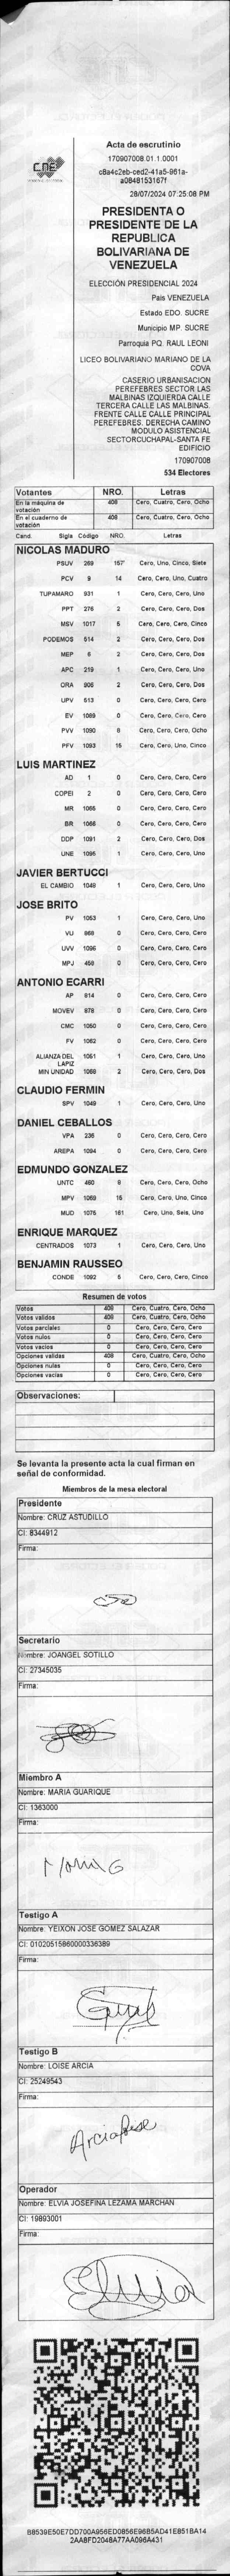 CNE
Acta de escrutinio
170907008.01.1.0001
c8a4c2eb-ced2-41a5-961a-
a0848153167f
28/07/2024 07:25:08 PM
PRESIDENTA O
PRESIDENTE DE LA
REPUBLICA
BOLIVARIANA DE
VENEZUELA
ELECCIÓN PRESIDENCIAL 2024
País VENEZUELA
Estado EDO. SUCRE
Municipio MP. SUCRE
Parroquia PQ. RAUL LEONI
LICEO BOLIVARIANO MARIANO DE LA
COVA
CASERIO URBANISACION
PEREFEBRES SECTOR LAS
MALBINAS IZQUIERDA CALLE
TERCERA CALLE LAS MALBINAS.
FRENTE CALLE CALLE PRINCIPAL
PEREFEBRES. DERECHA CAMINO
MODULO ASISTENCIAL
SECTORCUCHAPAL-SANTA FE
EDIFICIO
170907008
534 Electores
Votantes NRO. Letras
En la máquina de votación 408 Cero, Cuatro, Cero, Ocho
En el cuaderno de votación 408 Cero, Cuatro, Cero, Ocho
Cand. Sigla Código NRO. Letras
NICOLAS MADURO
PSUV 269 157 Cero, Uno, Cinco, Siete
PCV 9 14 Cero, Cero, Uno, Cuatro
TUPAMARO 931 1 Cero, Cero, Cero, Uno
PPT 276 2 Cero, Cero, Cero, Dos
MSV 1017 5 Cero, Cero, Cero, Cinco
PODEMOS 514 2 Cero, Cero, Cero, Dos
MEP 6 2 Cero, Cero, Cero, Dos
APC 219 1 Cero, Cero, Cero, Uno
ORA 906 2 Cero, Cero, Cero, Dos
UPV 513 0 Cero, Cero, Cero, Cero
EV 1089 0 Cero, Cero, Cero, Cero
PVV 1090 8 Cero, Cero, Cero, Ocho
PFV 1093 15 Cero, Cero, Uno, Cinco
LUIS MARTINEZ
AD 1 0 Cero, Cero, Cero, Cero
COPEI 2 0 Cero, Cero, Cero, Cero
MR 1065 0 Cero, Cero, Cero, Cero
BR 1066 0 Cero, Cero, Cero, Cero
DDP 1091 2 Cero, Cero, Cero, Dos
UNE 1095 1 Cero, Cero, Cero, Uno
JAVIER BERTUCCI
EL CAMBIO 1048 1 Cero, Cero, Cero, Uno
JOSE BRITO
PV 1053 1 Cero, Cero, Cero, Uno
VU 868 0 Cero, Cero, Cero, Cero
UVV 1096 0 Cero, Cero, Cero, Cero
MPJ 458 0 Cero, Cero, Cero, Cero
ANTONIO ECARRI
AP 814 0 Cero, Cero, Cero, Cero
MOVEV 878 0 Cero, Cero, Cero, Cero
CMC 1050 0 Cero, Cero, Cero, Cero
FV 1062 0 Cero, Cero, Cero, Cero
ALIANZA DEL LAPIZ 1051 1 Cero, Cero, Cero, Uno
MIN UNIDAD 1088 2 Cero, Cero, Cero, Dos
CLAUDIO FERMIN
SPV 1049 1 Cero, Cero, Cero, Uno
DANIEL CEBALLOS
VPA 236 0 Cero, Cero, Cero, Cero
AREPA 1094 0 Cero, Cero, Cero, Cero
EDMUNDO GONZALEZ
UNTC 460 8 Cero, Cero, Cero, Ocho
MPV 1069 15 Cero, Cero, Uno, Cinco
MUD 1075 161 Cero, Uno, Seis, Uno
ENRIQUE MARQUEZ
CENTRADOS 1073 1 Cero, Cero, Cero, Uno
BENJAMIN RAUSSEO
CONDE 1092 5 Cero, Cero, Cero, Cinco
Resumen de votos
Votos 408 Cero, Cuatro, Cero, Ocho
Votos válidos 408 Cero, Cuatro, Cero, Ocho
Votos parciales 0 Cero, Cero, Cero, Cero
Votos nulos 0 Cero, Cero, Cero, Cero
Votos vacíos 0 Cero, Cero, Cero, Cero
Opciones válidas 408 Cero, Cuatro, Cero, Ocho
Opciones nulas 0 Cero, Cero, Cero, Cero
Opciones vacías 0 Cero, Cero, Cero, Cero
Observaciones:
Se levanta la presente acta la cual firman en
señal de conformidad.
Miembros de la mesa electoral
Presidente
Nombre: CRUZ ASTUDILLO
CI: 8344912
Firma:
Secretario
Nombre: JOANGEL SOTILLO
CI: 27345035
Firma:
Miembro A
Nombre: MARIA GUARIQUE
CI: 1363000
Firma:
Maria G
Testigo A
Nombre: YEIXON JOSE GOMEZ SALAZAR
CI: 01020515860000336389
Firma:
Testigo B
Nombre: LOISE ARCIA
CI: 25249543
Firma:
Operador
Nombre: ELVIA JOSEFINA LEZAMA MARCHAN
CI: 19893001
Firma:
Elvia
B8539E50E7DD700A956ED0856E96B5AD41E851BA14
2AA8FD2048A77AA096A431